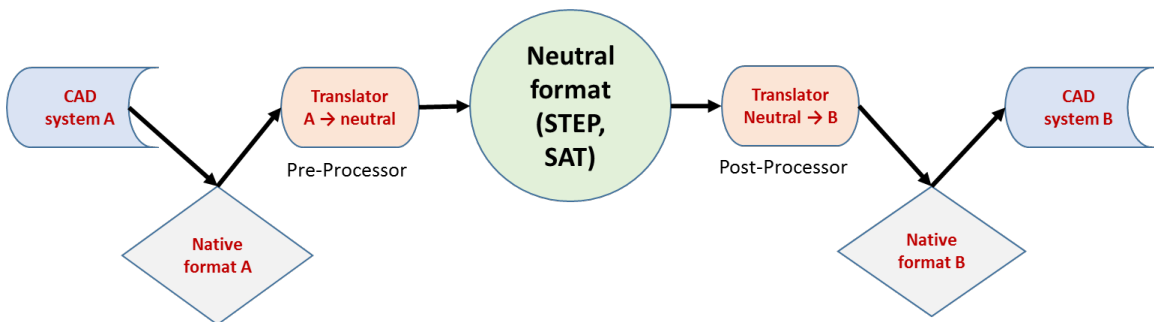 CAD
system A
Translator
A → neutral
Pre-Processor
Native
format A
Neutral
format
(STEP,
SAT)
Translator
Neutral → B
Post-Processor
Native
format B
CAD
system B